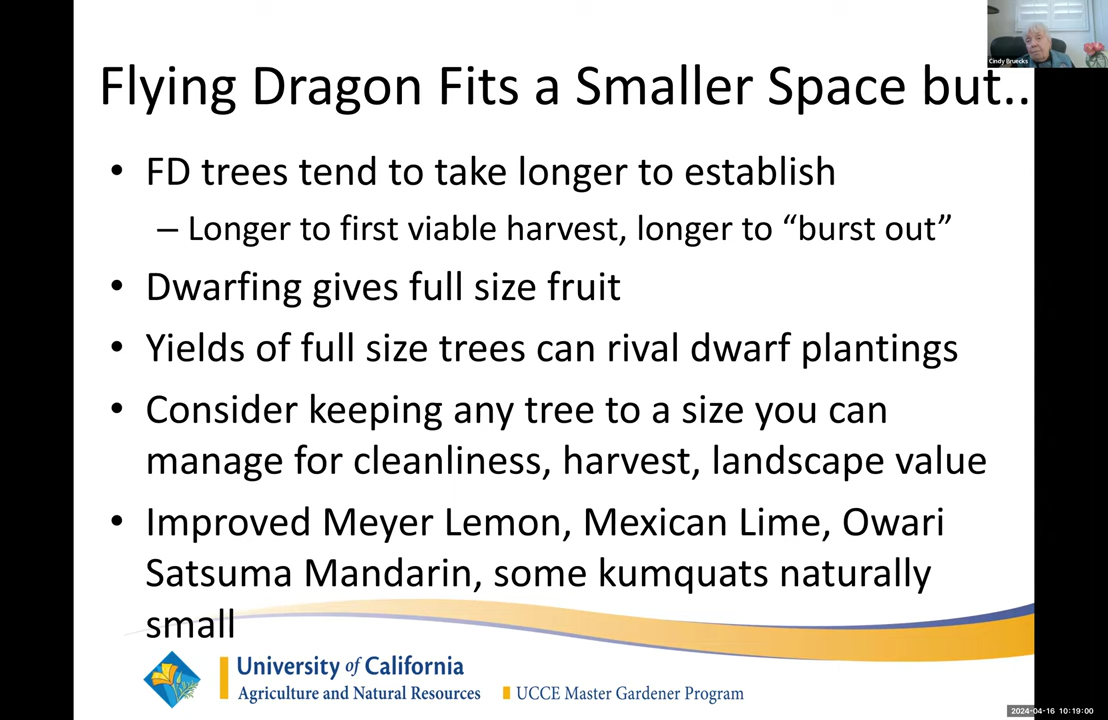 Cindy Bruecks
Flying Dragon Fits a Smaller Space but..
• FD trees tend to take longer to establish
– Longer to first viable harvest, longer to “burst out”
• Dwarfing gives full size fruit
• Yields of full size trees can rival dwarf plantings
• Consider keeping any tree to a size you can
manage for cleanliness, harvest, landscape value
• Improved Meyer Lemon, Mexican Lime, Owari
Satsuma Mandarin, some kumquats naturally
small
University of California
Agriculture and Natural Resources
UCCE Master Gardener Program
2024-04-16 10:19:00